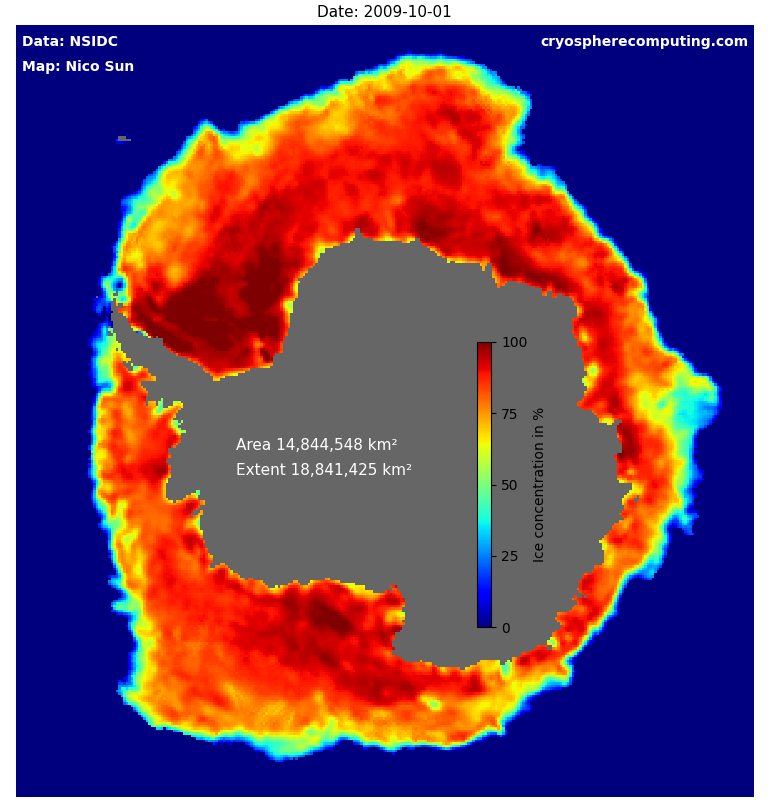 Date: 2009-10-01
Data: NSIDC
cryospherecomputing.com
Map: Nico Sun
100
75
50
25
0
Ice concentration in %
Area 14,844,548 km²
Extent 18,841,425 km²